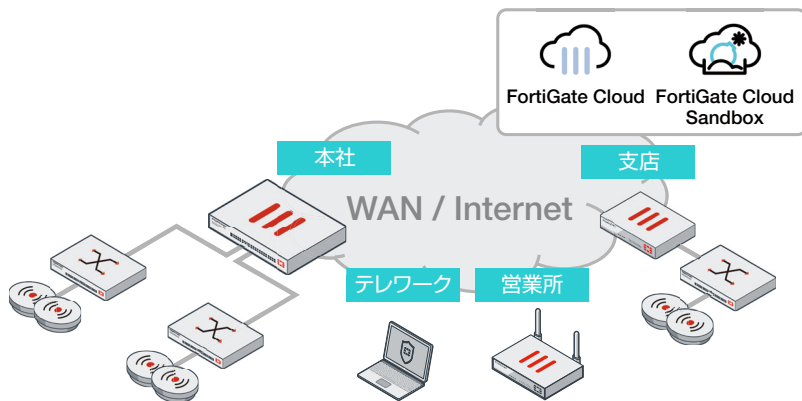 FortiGate Cloud
FortiGate Cloud
Sandbox
本社
支店
WAN / Internet
テレワーク
営業所